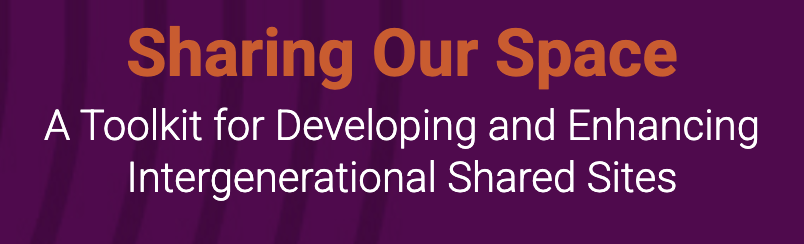 Sharing Our Space
A Toolkit for Developing and Enhancing
Intergenerational Shared Sites